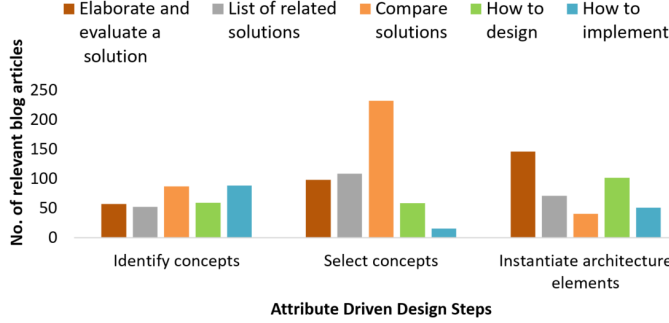 Elaborate and evaluate a solution
List of related solutions
Compare solutions
How to design
How to implement
No. of relevant blog articles
250
200
150
100
50
0
Identify concepts
Select concepts
Instantiate architecture
elements
Attribute Driven Design Steps